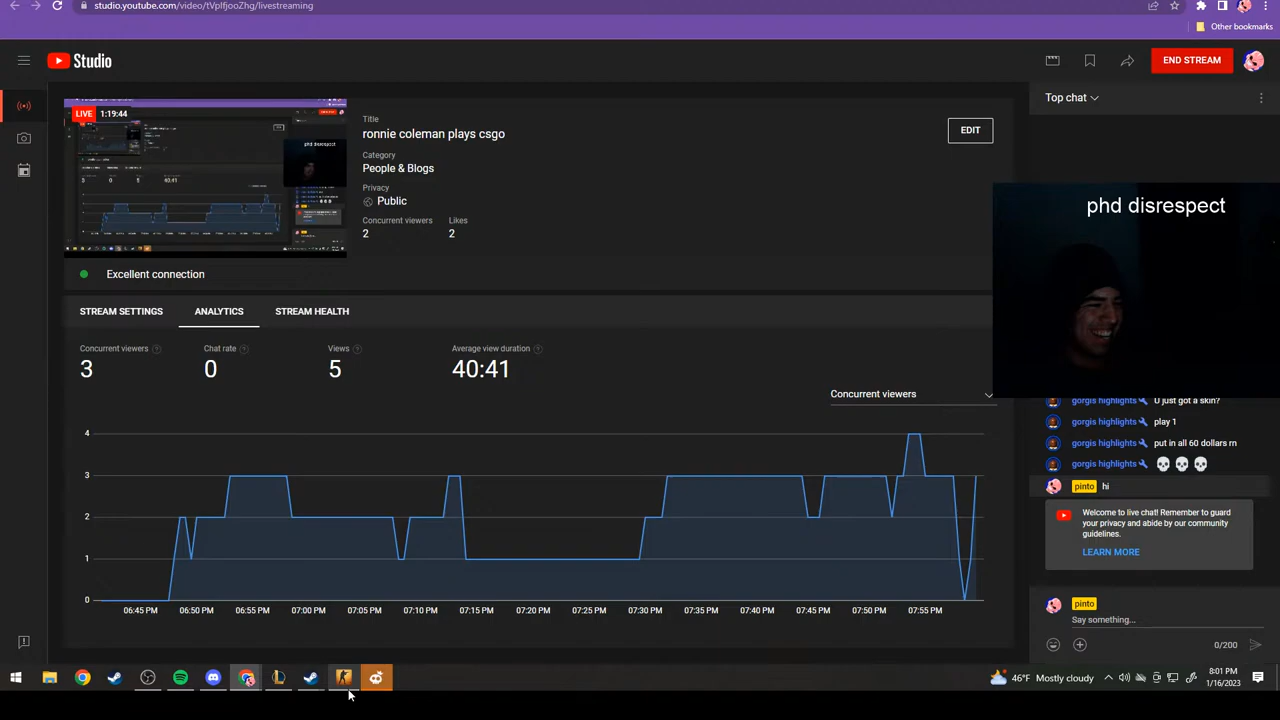 studio.youtube.com/video/tVplfjooZhg/livestreaming
Other bookmarks
Studio
END STREAM
LIVE 1:19:44
Title
ronnie coleman plays csgo
EDIT
Category
People & Blogs
Privacy
Public
Concurrent viewers Likes
2 2
Excellent connection
Top chat
phd disrespect
STREAM SETTINGS ANALYTICS STREAM HEALTH
Concurrent viewers Chat rate Views Average view duration
3 0 5 40:41
Concurrent viewers
4
3
2
1
0
06:45 PM 06:50 PM 06:55 PM 07:00 PM 07:05 PM 07:10 PM 07:15 PM 07:20 PM 07:25 PM 07:30 PM 07:35 PM 07:40 PM 07:45 PM 07:50 PM 07:55 PM
gorgis highlights U just got a skin?
gorgis highlights play 1
gorgis highlights put in all 60 dollars rn
gorgis highlights 💀 💀 💀
pinto hi
Welcome to live chat! Remember to guard
your privacy and abide by our community
guidelines.
LEARN MORE
pinto
Say something...
0/200
46°F Mostly cloudy
8:01 PM
1/16/2023